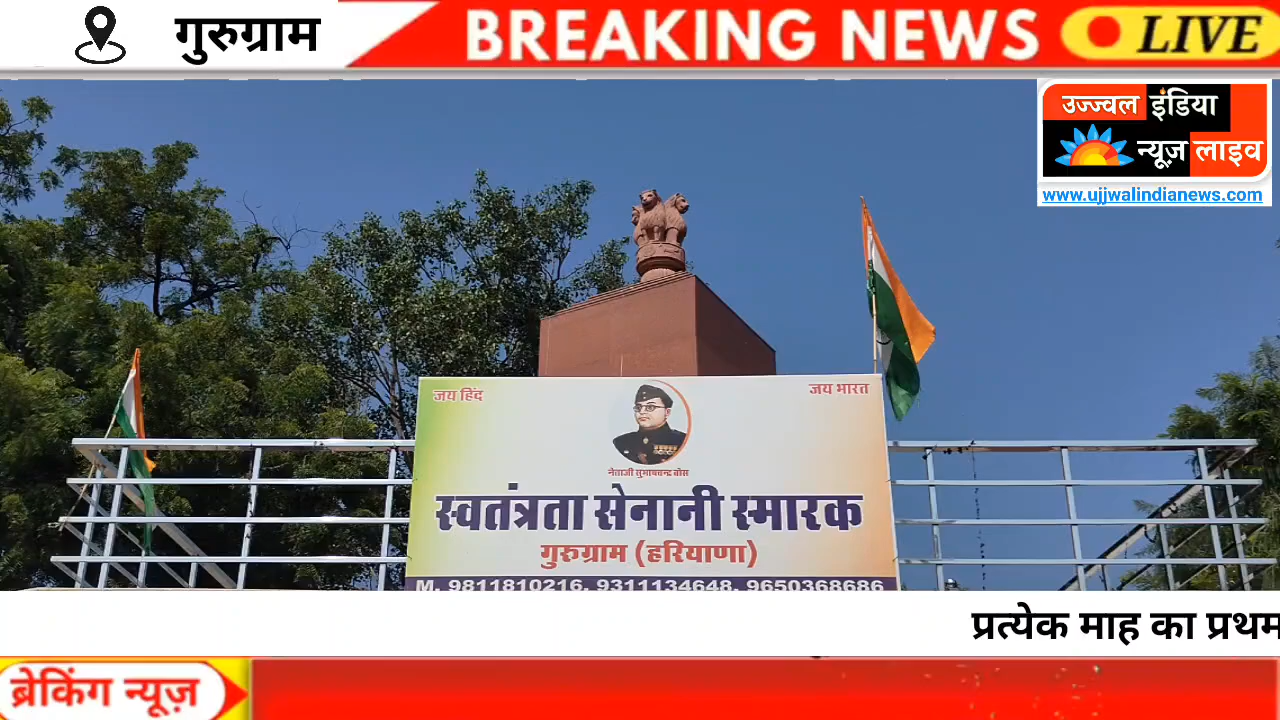 गुरुग्राम
BREAKING NEWS
LIVE
उज्ज्वल इंडिया
न्यूज़ लाइव
www.ujjwalindianews.com
जय हिंद
जय भारत
नेताजी सुभाषचन्द्र बोस
स्वतंत्रता सेनानी स्मारक
गुरुग्राम (हरियाणा)
M. 9811810216, 9311134648, 9650368686
प्रत्येक माह का प्रथम
ब्रेकिंग न्यूज़